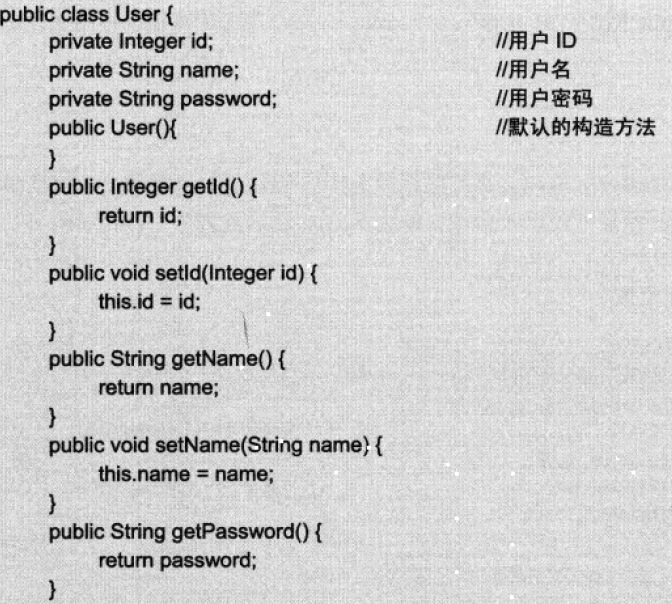 public class User {
private Integer id; //用户 ID
private String name; //用户名
private String password; //用户密码
public User(){ //默认的构造方法
}
public Integer getId() {
return id;
}
public void setId(Integer id) {
this.id = id;
}
public String getName() {
return name;
}
public void setName(String name) {
this.name = name;
}
public String getPassword() {
return password;
}